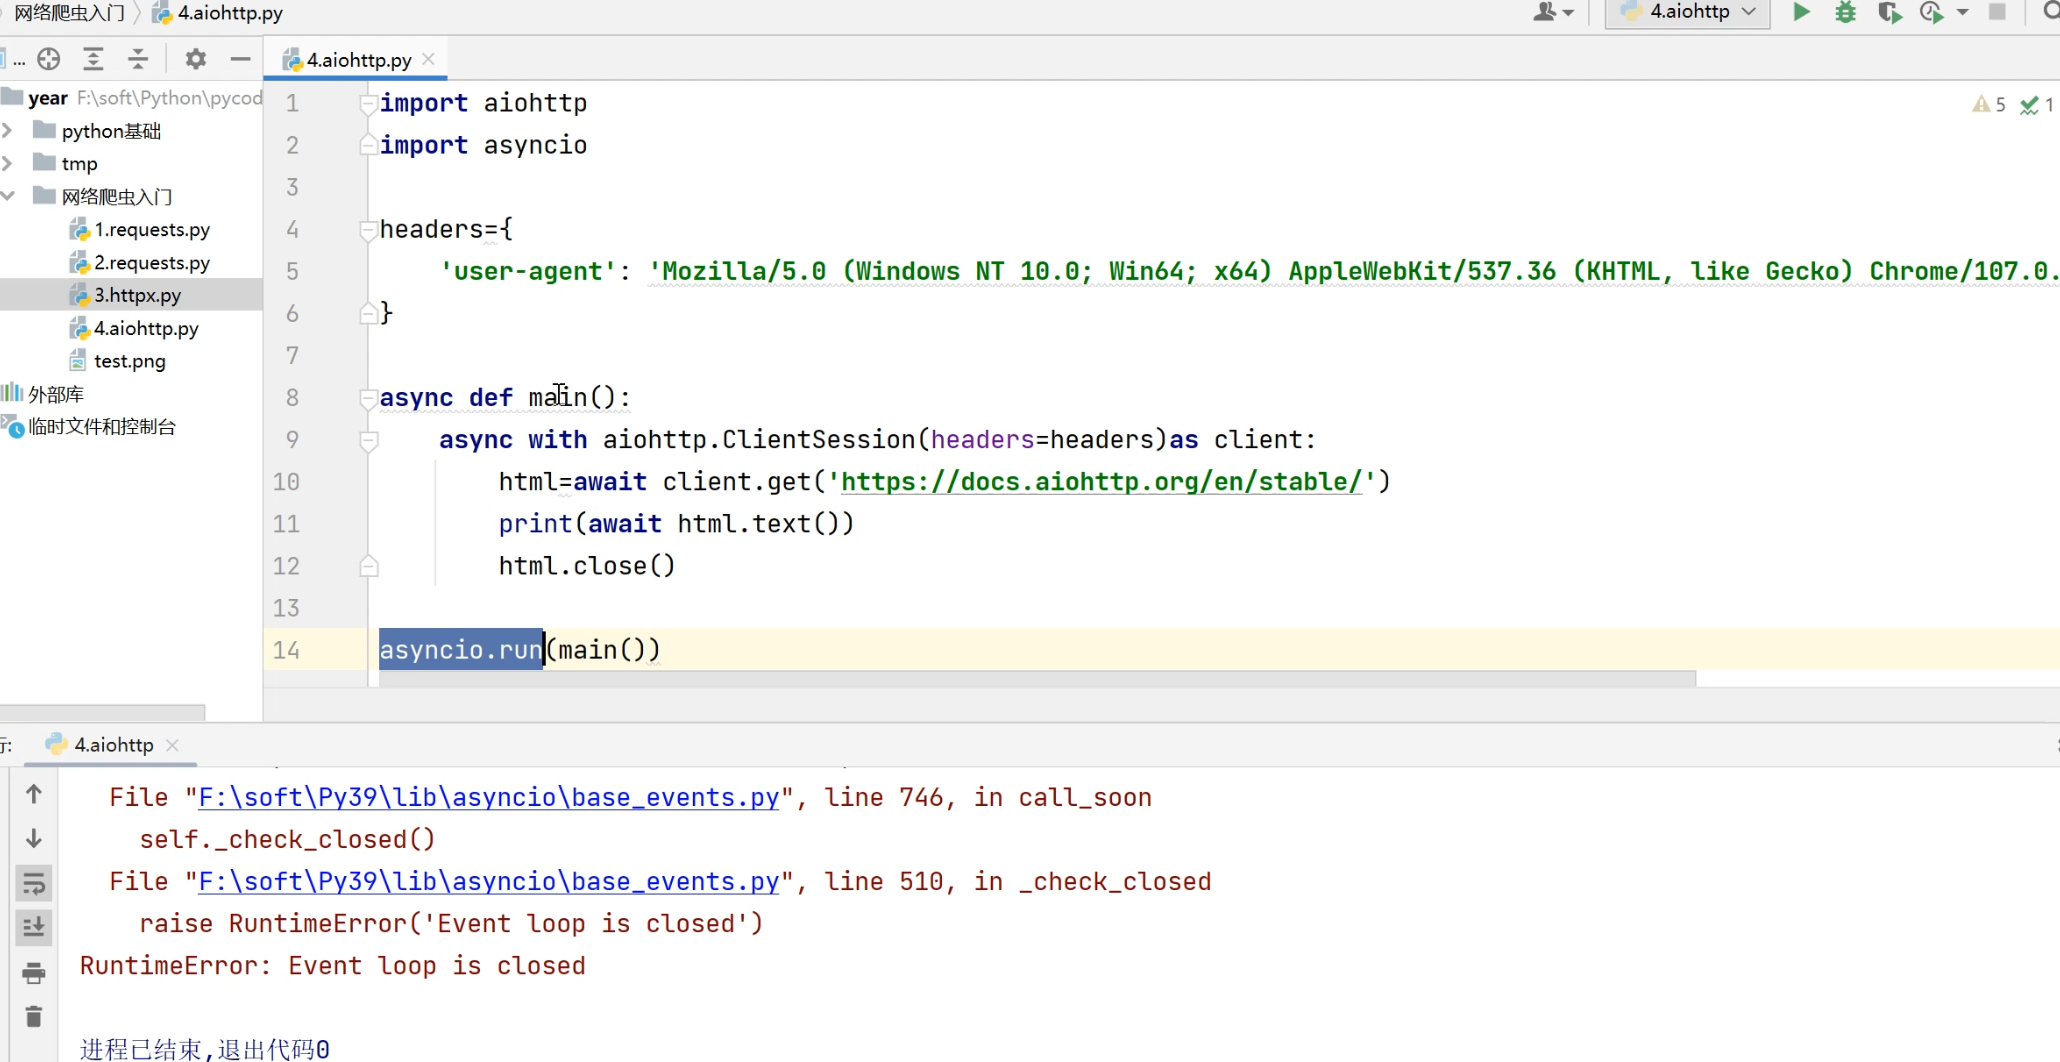 网络爬虫入门 4.aiohttp.py
4.aiohttp
...
4.aiohttp.py
year F:\soft\Python\pycod
python基础
tmp
网络爬虫入门
1.requests.py
2.requests.py
3.httpx.py
4.aiohttp.py
test.png
外部库
临时文件和控制台
5 1
1 import aiohttp
2 import asyncio
3
4 headers={
5 'user-agent': 'Mozilla/5.0 (Windows NT 10.0; Win64; x64) AppleWebKit/537.36 (KHTML, like Gecko) Chrome/107.0.
6 }
7
8 async def main():
9 async with aiohttp.ClientSession(headers=headers)as client:
10 html=await client.get('https://docs.aiohttp.org/en/stable/')
11 print(await html.text())
12 html.close()
13
14 asyncio.run(main())
行: 4.aiohttp
File "F:\soft\Py39\lib\asyncio\base_events.py", line 746, in call_soon
self._check_closed()
File "F:\soft\Py39\lib\asyncio\base_events.py", line 510, in _check_closed
raise RuntimeError('Event loop is closed')
RuntimeError: Event loop is closed
进程已结束,退出代码0